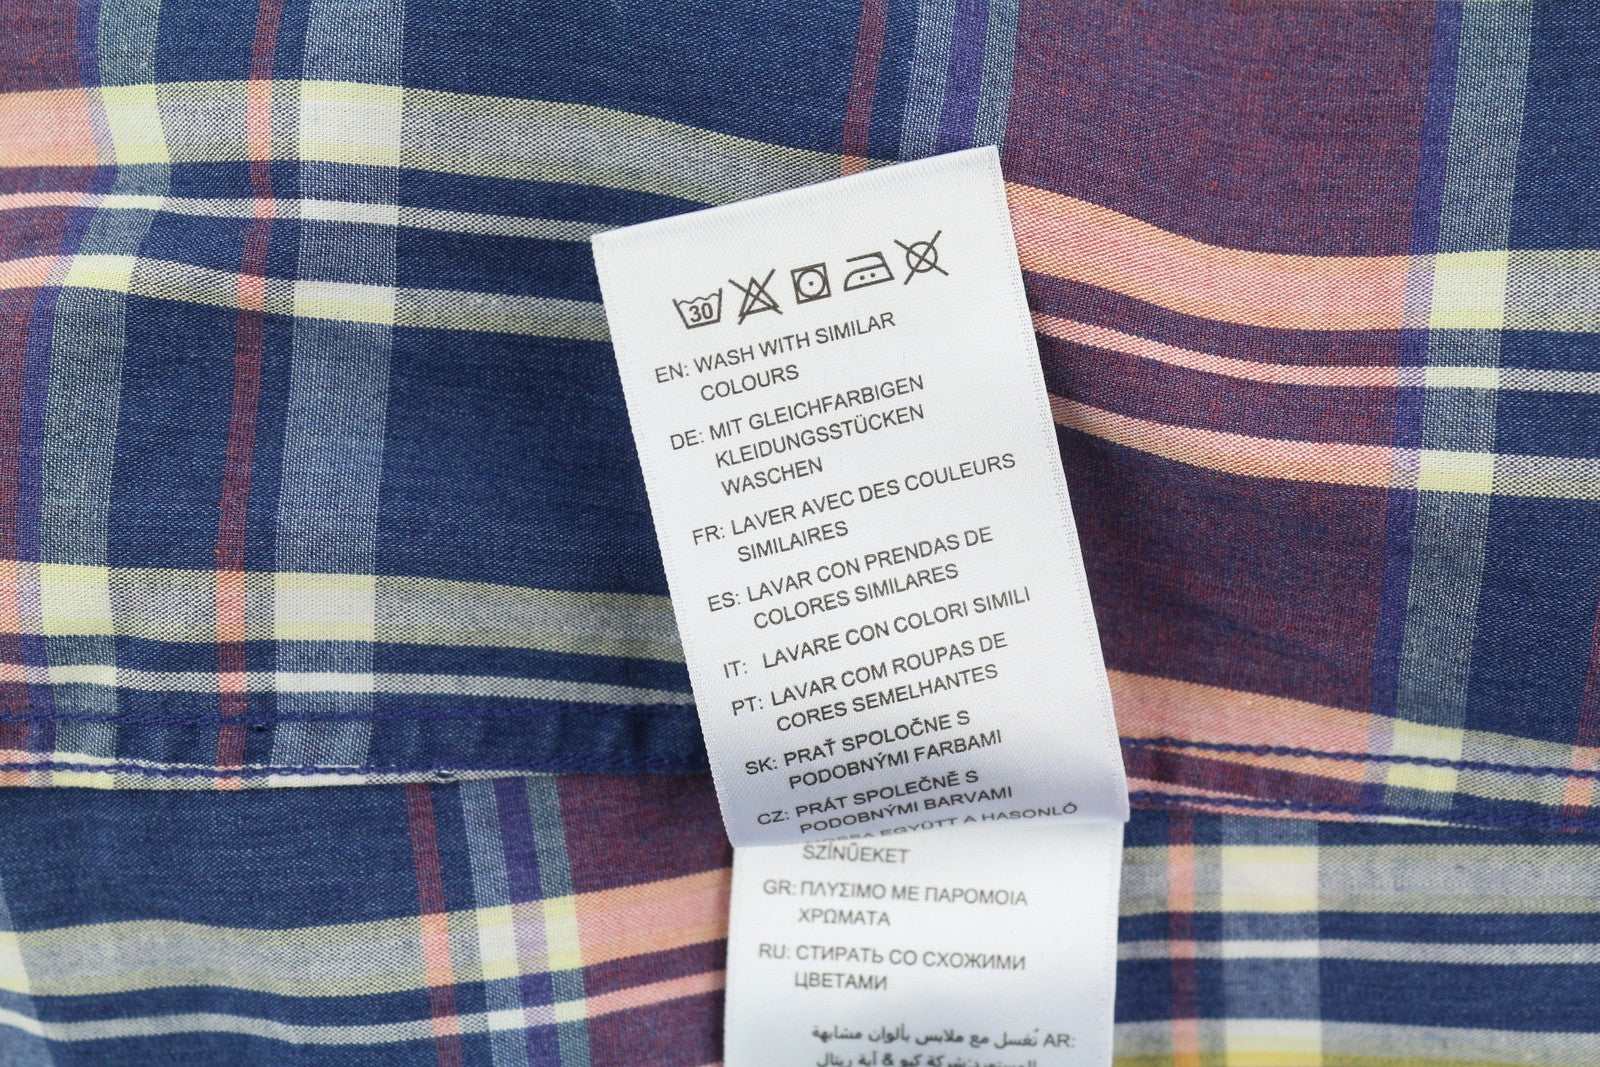 30
EN: WASH WITH SIMILAR
COLOURS
DE: MIT GLEICHFARBIGEN
KLEIDUNGSSTÜCKEN
WASCHEN
FR: LAVER AVEC DES COULEURS
SIMILAIRES
ES: LAVAR CON PRENDAS DE
COLORES SIMILARES
IT: LAVARE CON COLORI SIMILI
PT: LAVAR COM ROUPAS DE
CORES SEMELHANTES
SK: PRAŤ SPOLOČNE S
PODOBNÝMI FARBAMI
CZ: PRÁT SPOLEČNĚ S
PODOBNÝMI BARVAMI
EGYÜTT A HASONLÓ
SZÍNŰEKET
GR: ΠΛΥΣΙΜΟ ΜΕ ΠΑΡΟΜΟΙΑ
ΧΡΩΜΑΤΑ
RU: СТИРАТЬ СО СХОЖИМИ
ЦВЕТАМИ
AR: تُغسل مع ملابس بألوان مشابهة